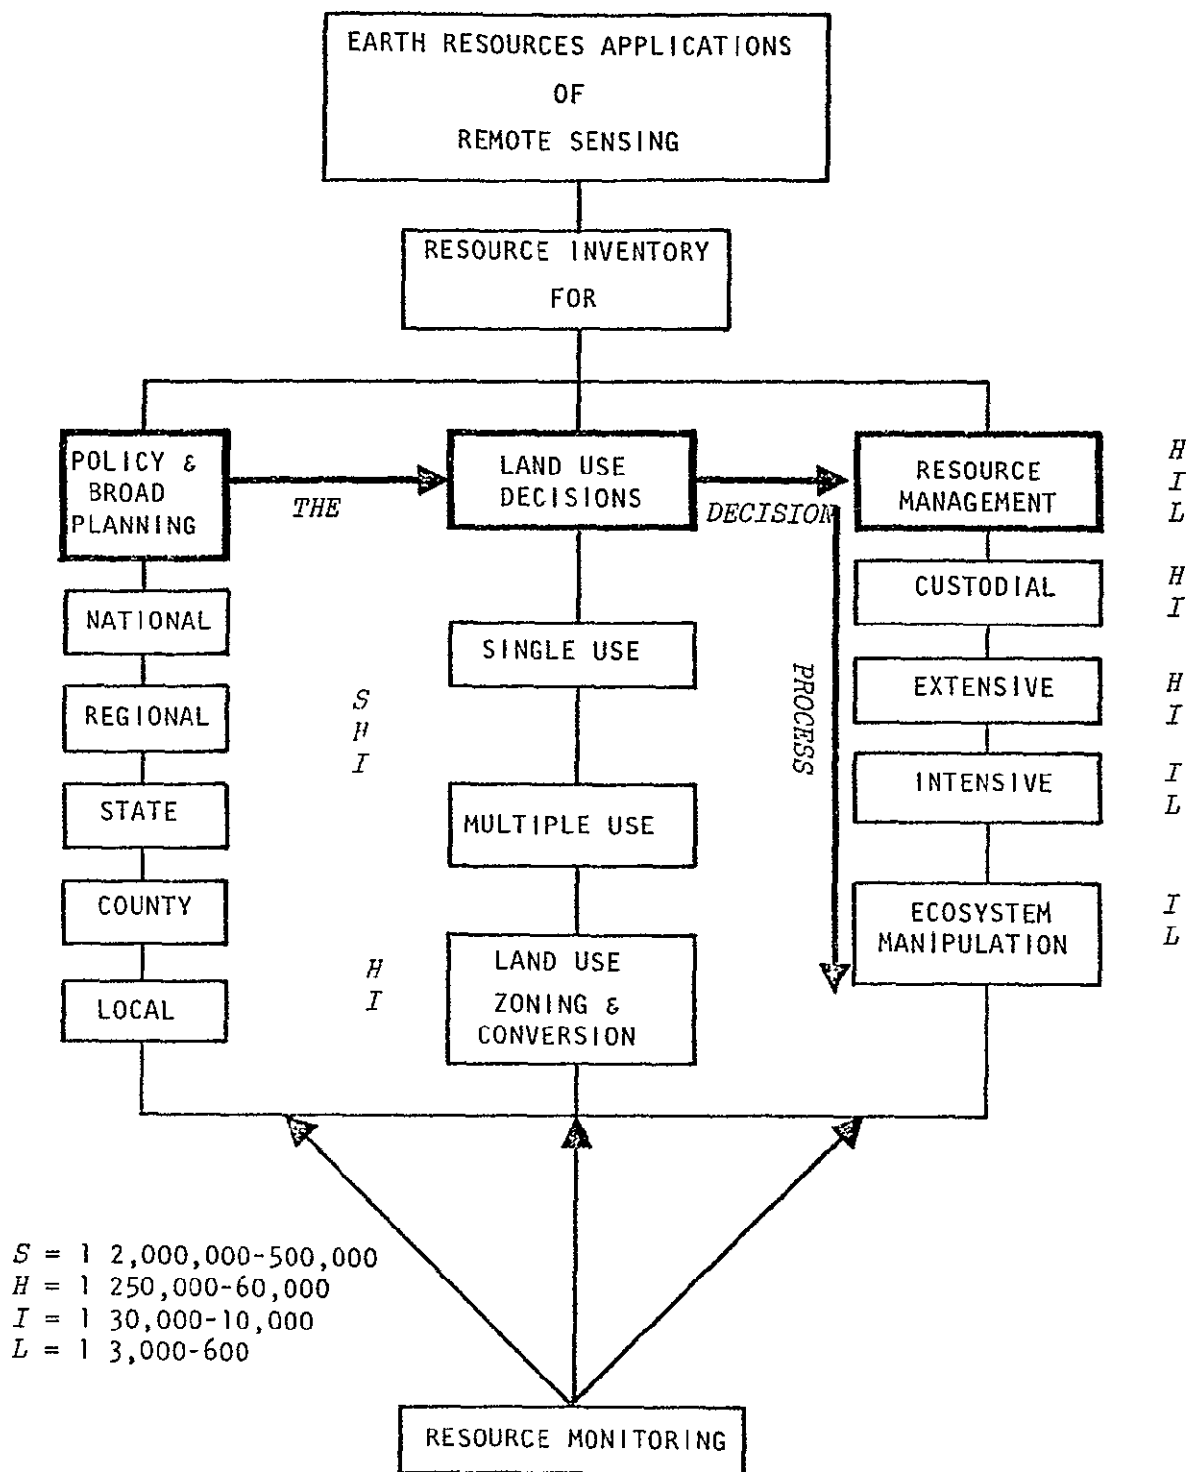 EARTH RESOURCES APPLICATIONS
OF
REMOTE SENSING
RESOURCE INVENTORY
FOR
POLICY &
BROAD
PLANNING
THE
LAND USE
DECISIONS
DECISION
RESOURCE
MANAGEMENT
H
I
L
PROCESS
NATIONAL
REGIONAL
STATE
COUNTY
LOCAL
S
H
I
H
I
SINGLE USE
MULTIPLE USE
LAND USE
ZONING &
CONVERSION
CUSTODIAL
H
I
EXTENSIVE
H
I
INTENSIVE
I
L
ECOSYSTEM
MANIPULATION
I
L
S = 1 2,000,000-500,000
H = 1 250,000-60,000
I = 1 30,000-10,000
L = 1 3,000-600
RESOURCE MONITORING